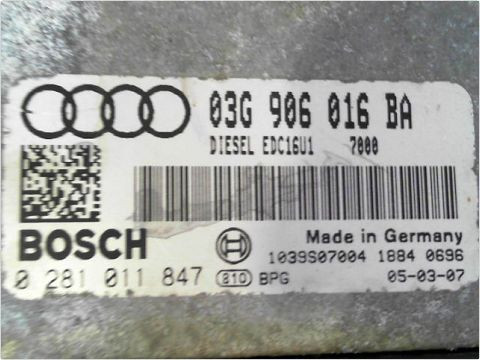 03G 906 016 BA
DIESEL EDC16U1 7000
BOSCH
Made in Germany
1039S07004 1884 0696
0 281 011 847 810 BPG 05-03-07